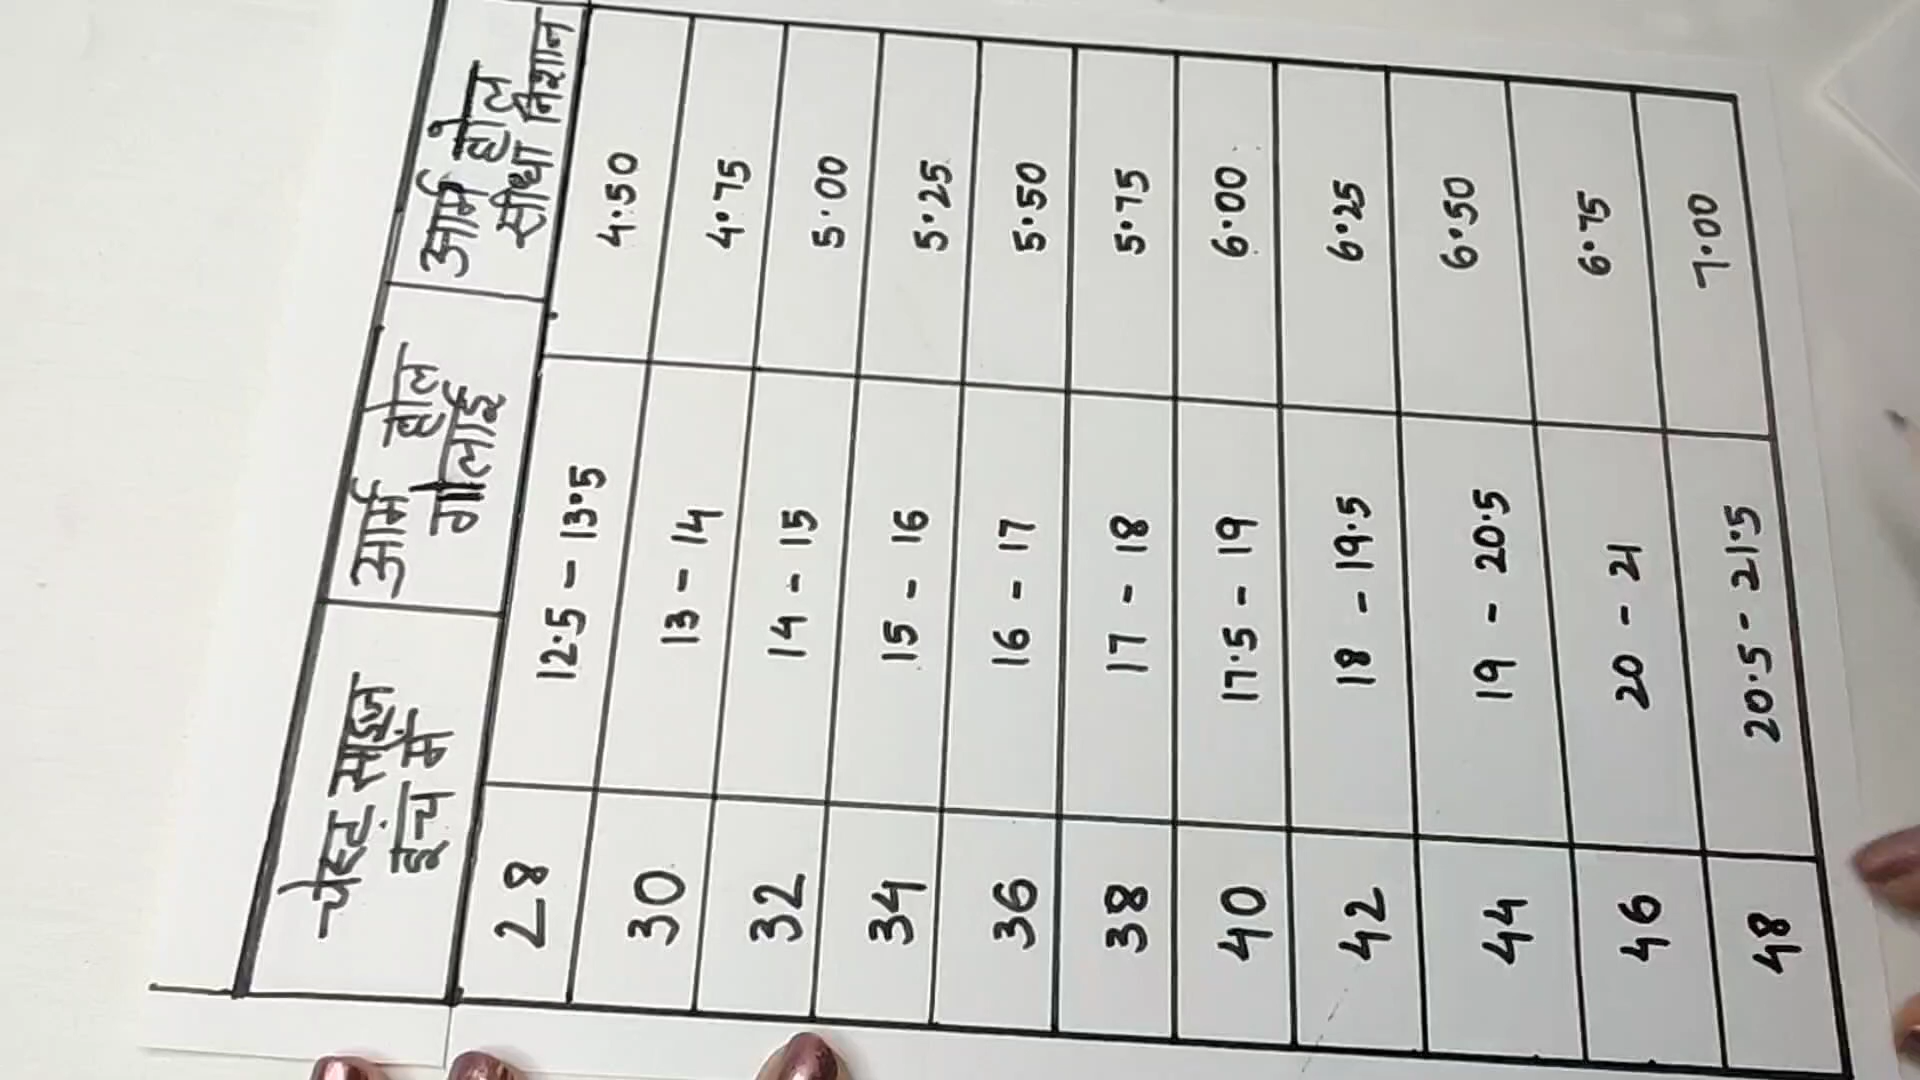 चेस्ट साइज़ इंच में | आर्म होल गोलाई | आर्म होल सीधा निशान
28 | 12.5 - 13.5 | 4.50
30 | 13 - 14 | 4.75
32 | 14 - 15 | 5.00
34 | 15 - 16 | 5.25
36 | 16 - 17 | 5.50
38 | 17 - 18 | 5.75
40 | 17.5 - 19 | 6.00
42 | 18 - 19.5 | 6.25
44 | 19 - 20.5 | 6.50
46 | 20 - 21 | 6.75
48 | 20.5 - 21.5 | 7.00